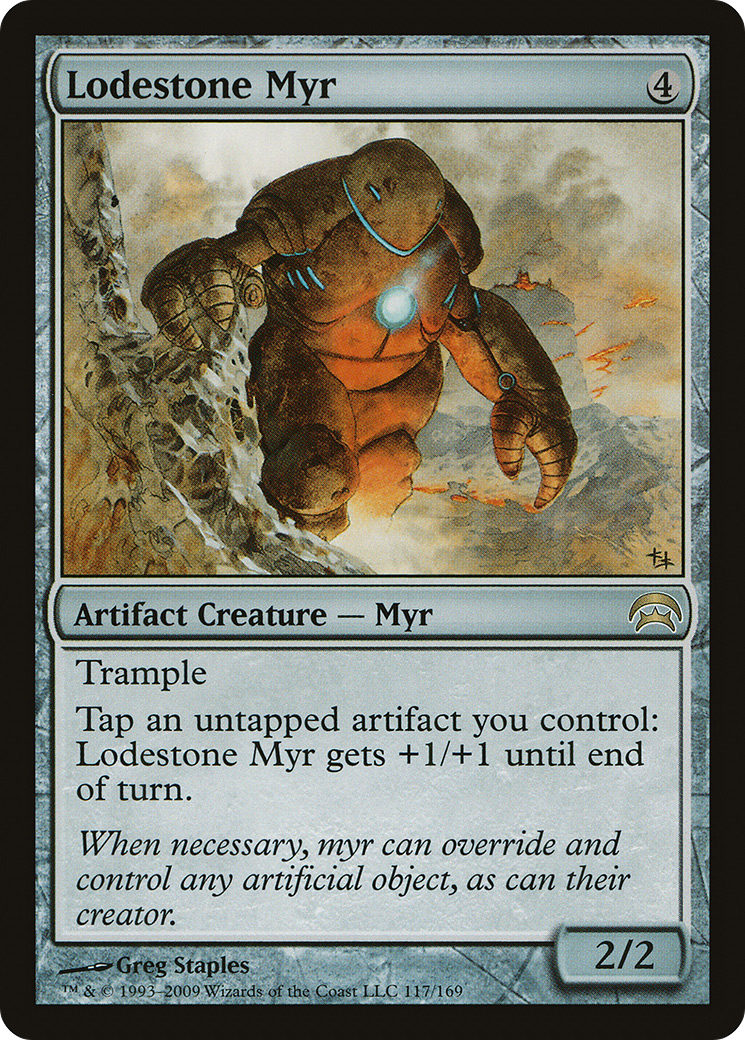 Lodestone Myr 4
Artifact Creature — Myr
Trample
Tap an untapped artifact you control:
Lodestone Myr gets +1/+1 until end
of turn.
When necessary, myr can override and
control any artificial object, as can their
creator.
2/2
Greg Staples
™ & © 1993–2009 Wizards of the Coast LLC 117/169